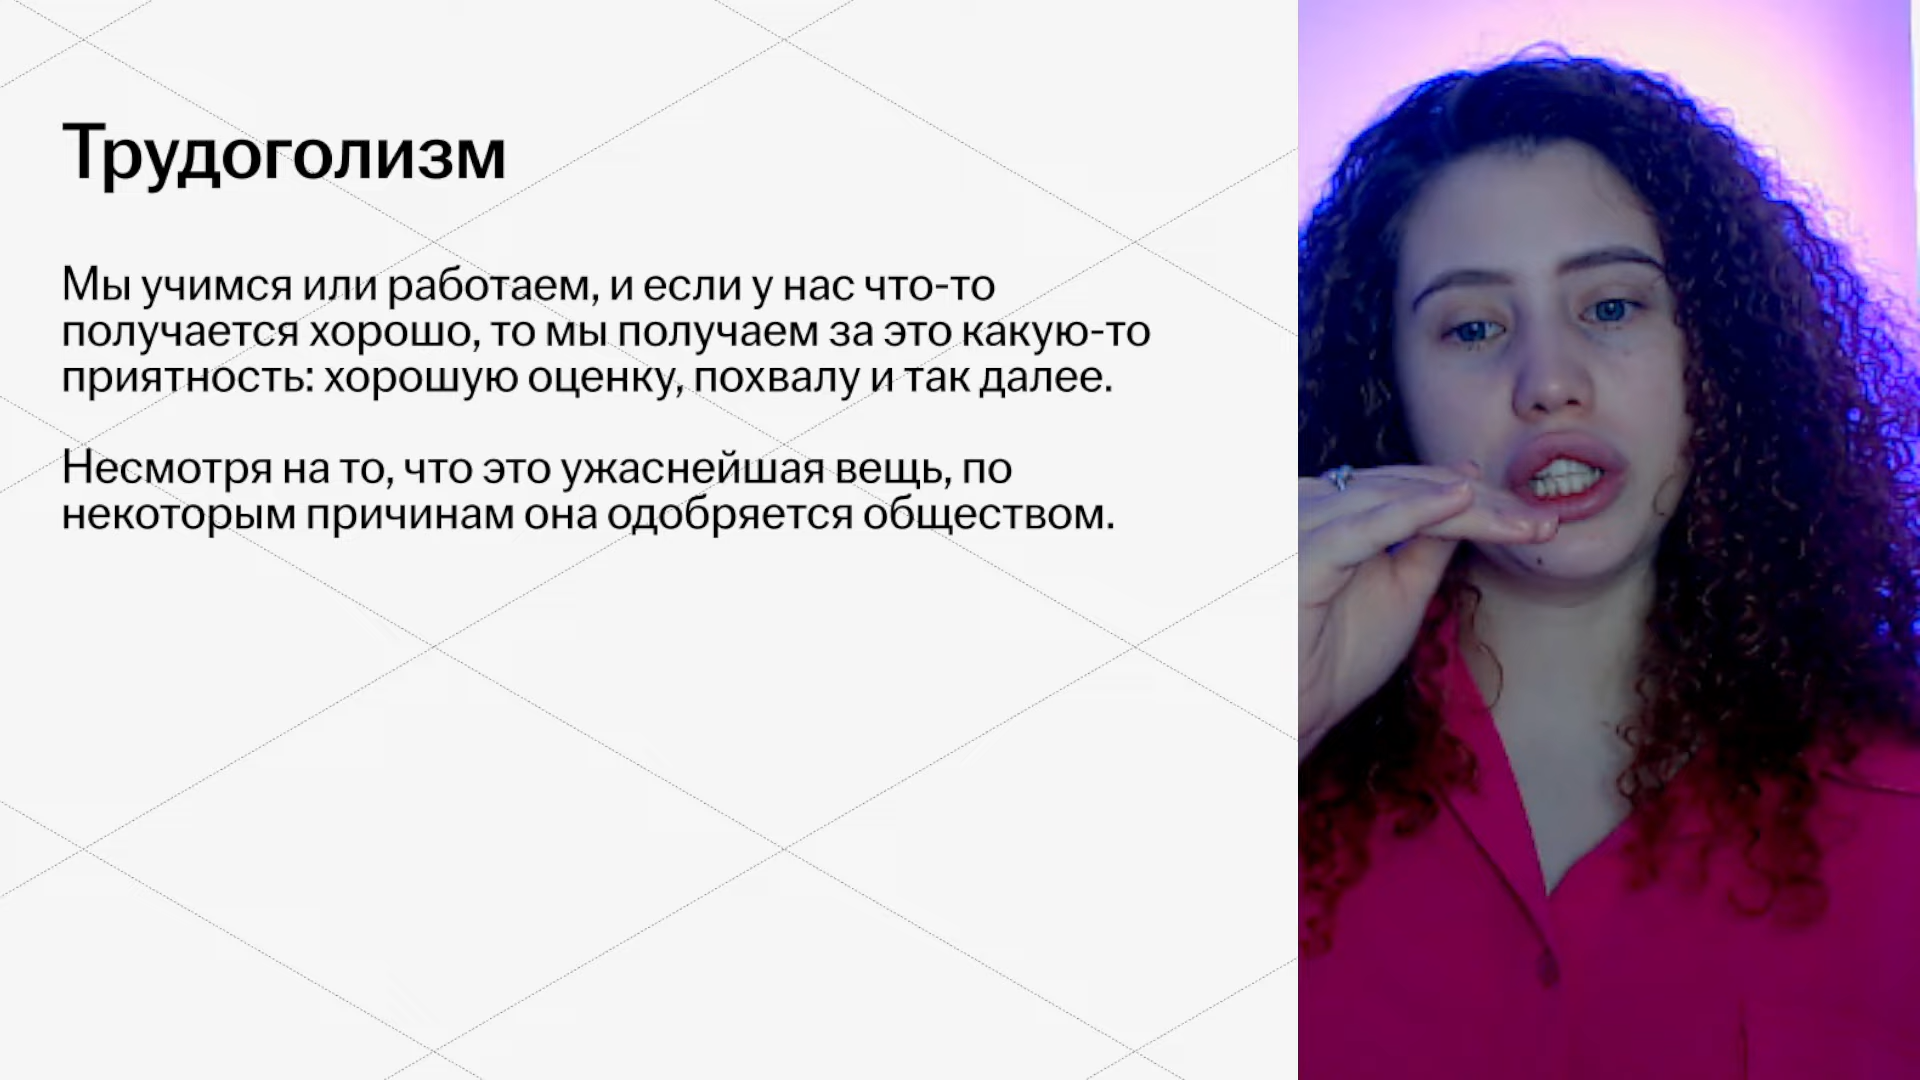 Трудоголизм
Мы учимся или работаем, и если у нас что-то
получается хорошо, то мы получаем за это какую-то
приятность: хорошую оценку, похвалу и так далее.
Несмотря на то, что это ужаснейшая вещь, по
некоторым причинам она одобряется обществом.